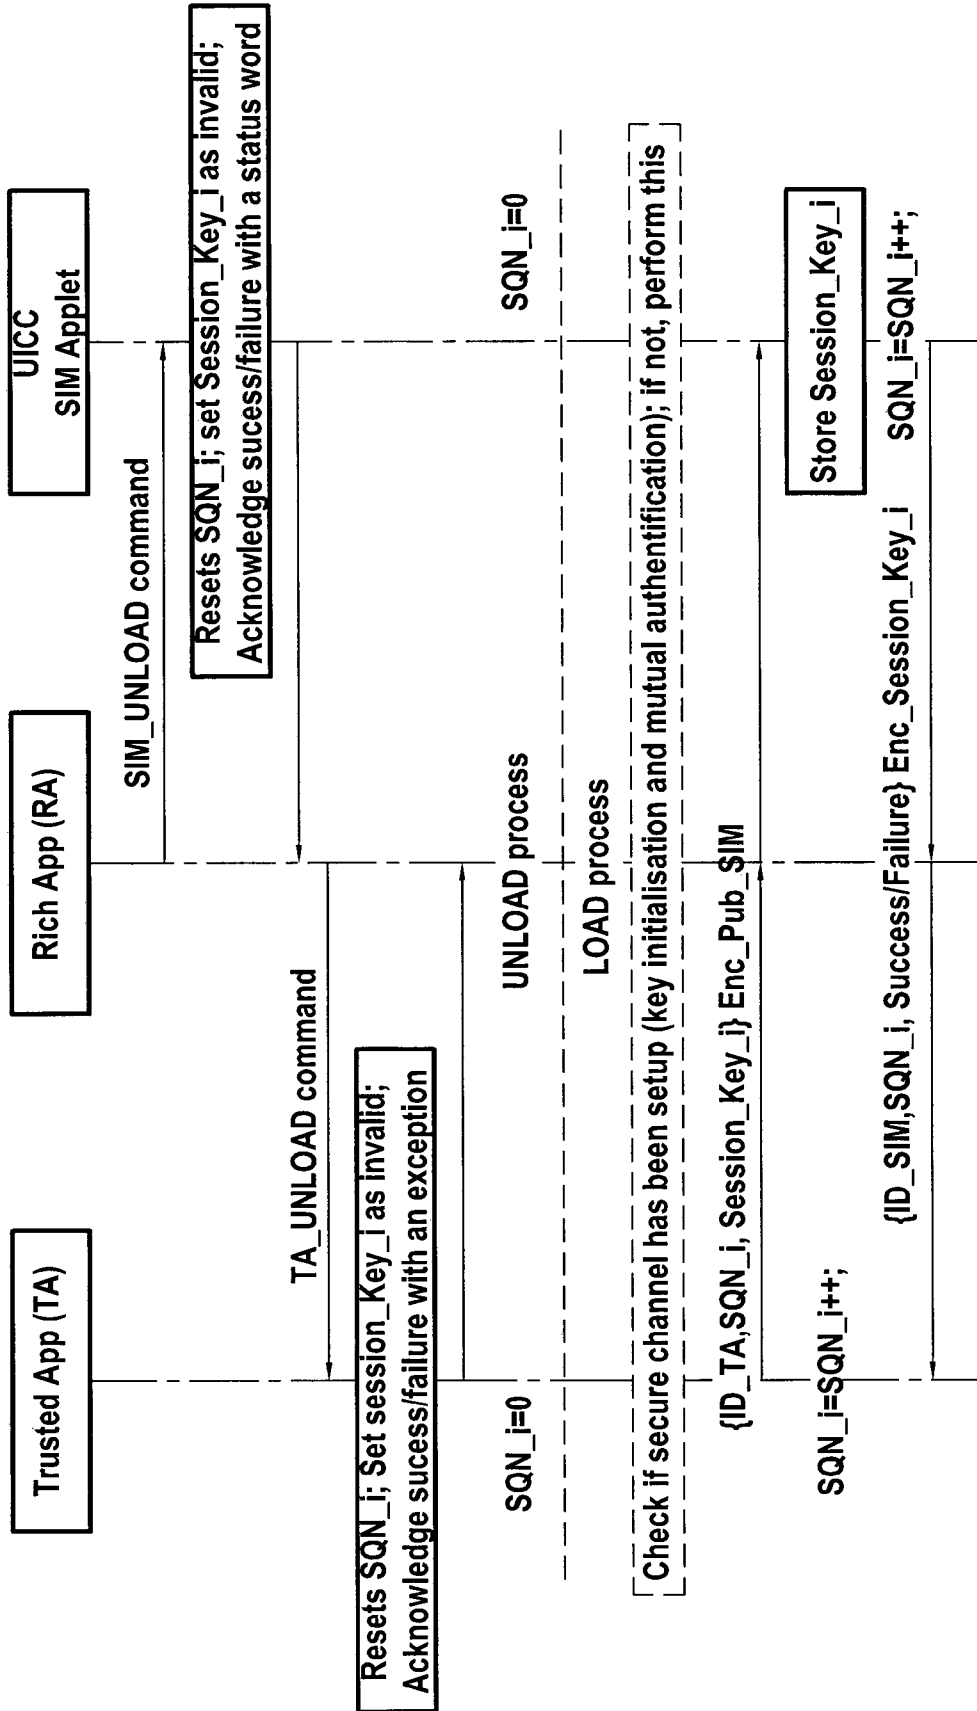 Trusted App (TA)
Rich App (RA)
UICC
SIM Applet
SIM_UNLOAD command
Resets SQN_i; set Session_Key_i as invalid;
Acknowledge sucess/failure with a status word
TA_UNLOAD command
Resets SQN_i; Set session_Key_i as invalid;
Acknowledge sucess/failure with an exception
SQN_i=0
UNLOAD process
SQN_i=0
LOAD process
Check if secure channel has been setup (key initialisation and mutual authentification); if not, perform this
{ID_TA,SQN_i, Session_Key_i} Enc_Pub_SIM
SQN_i=SQN_i++;
Store Session_Key_i
{ID_SIM,SQN_i, Success/Failure} Enc_Session_Key_i
SQN_i=SQN_i++;